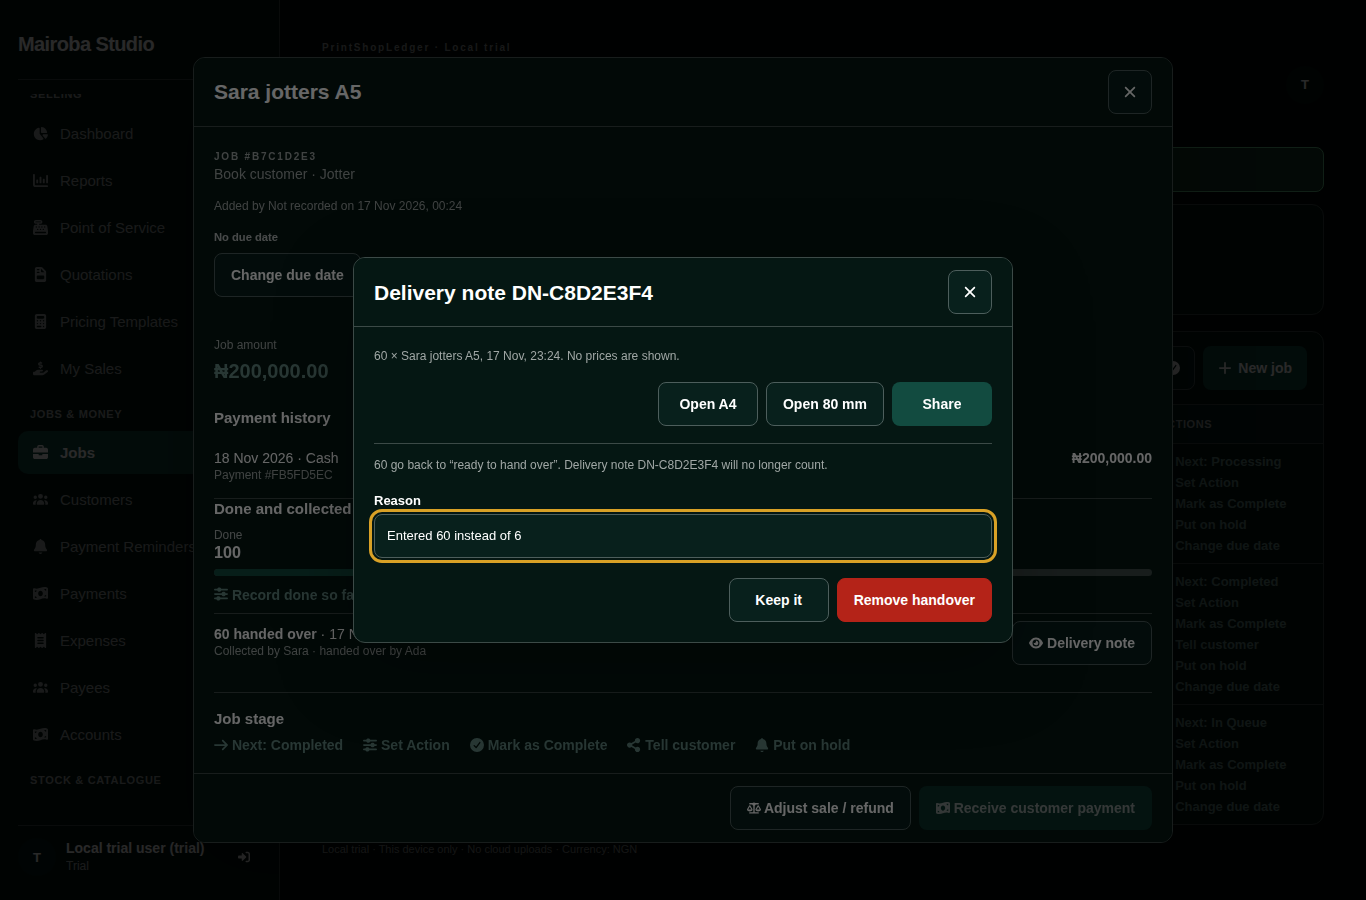 Mairoba Studio
PrintShopLedger · Local trial
T
SELLING
Dashboard
Reports
Point of Service
Quotations
Pricing Templates
My Sales
JOBS & MONEY
Jobs
Customers
Payment Reminders
Payments
Expenses
Payees
Accounts
STOCK & CATALOGUE
T
Local trial user (trial)
Trial
Sara jotters A5
JOB #B7C1D2E3
Book customer · Jotter
Added by Not recorded on 17 Nov 2026, 00:24
No due date
Change due date
Job amount
₦200,000.00
Payment history
18 Nov 2026 · Cash
Payment #FB5FD5EC
₦200,000.00
Done and collected
Done
100
Record done so fa
60 handed over · 17 N
Collected by Sara · handed over by Ada
Delivery note
Job stage
Next: Completed
Set Action
Mark as Complete
Tell customer
Put on hold
Adjust sale / refund
Receive customer payment
Delivery note DN-C8D2E3F4
60 × Sara jotters A5, 17 Nov, 23:24. No prices are shown.
Open A4
Open 80 mm
Share
60 go back to “ready to hand over”. Delivery note DN-C8D2E3F4 will no longer count.
Reason
Entered 60 instead of 6
Keep it
Remove handover
New job
TIONS
Next: Processing
Set Action
Mark as Complete
Put on hold
Change due date
Next: Completed
Set Action
Mark as Complete
Tell customer
Put on hold
Change due date
Next: In Queue
Set Action
Mark as Complete
Put on hold
Change due date
Local trial · This device only · No cloud uploads · Currency: NGN